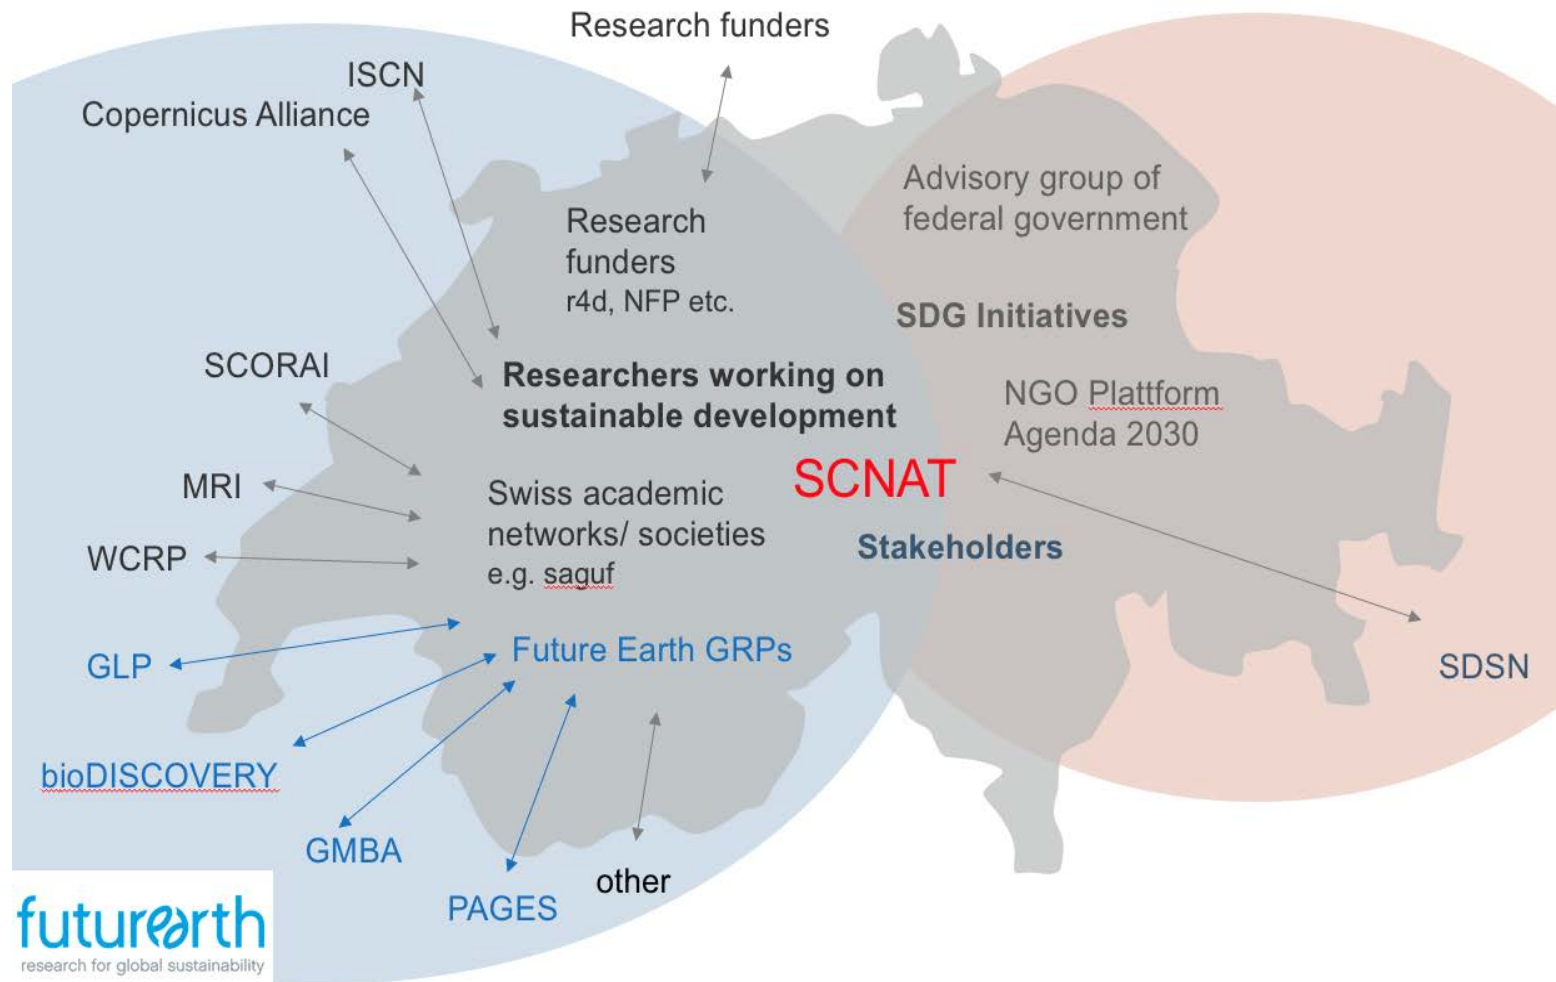 Research funders
ISCN
Copernicus Alliance
Research
funders
r4d, NFP etc.
Advisory group of
federal government
SDG Initiatives
SCORAI
Researchers working on
sustainable development
NGO Plattform
Agenda 2030
SCNAT
MRI
Swiss academic
networks/ societies
e.g. saguf
Stakeholders
WCRP
GLP
Future Earth GRPs
SDSN
bioDISCOVERY
GMBA
PAGES
other
futurearth
research for global sustainability